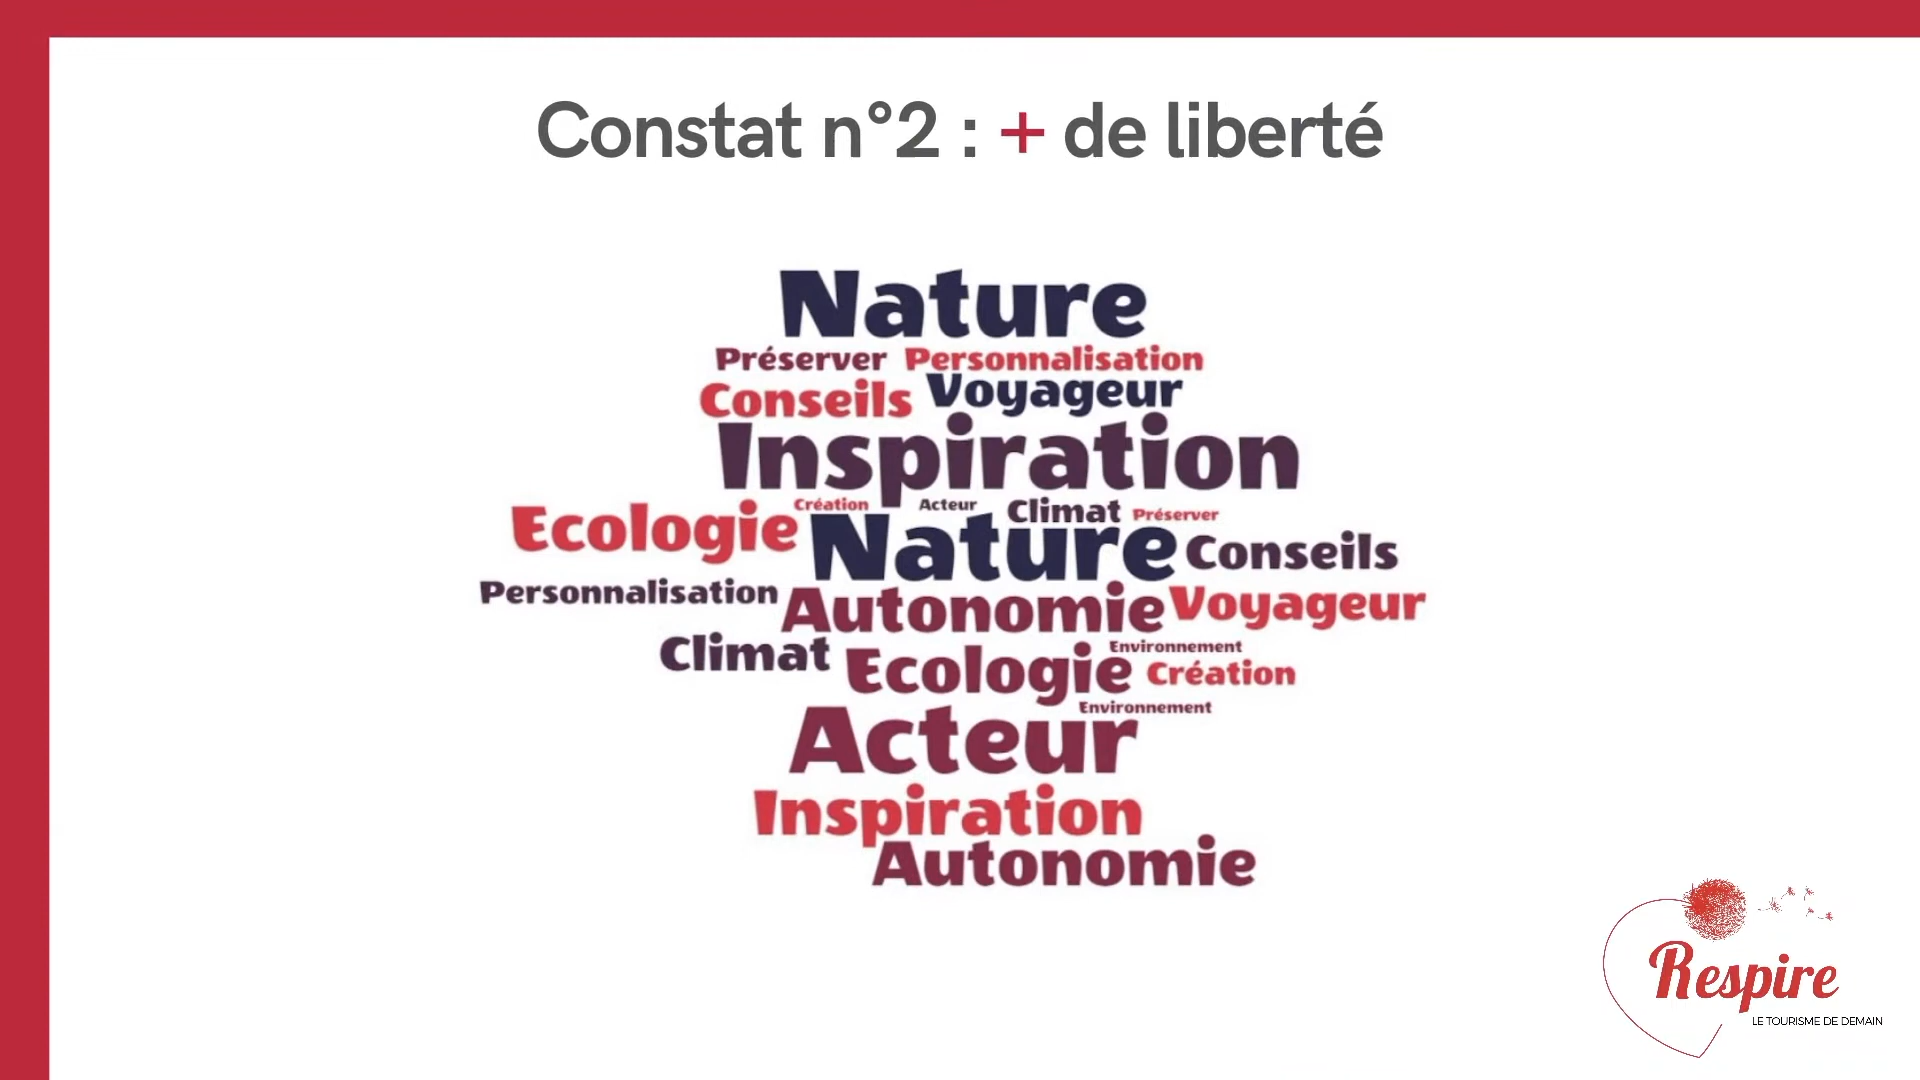 Constat n°2 : + de liberté
Nature
Préserver Personnalisation
Conseils Voyageur
Inspiration
Ecologie Création Acteur Climat Préserver
Nature Conseils
Personnalisation Autonomie Voyageur
Climat Ecologie Environnement Création
Environnement
Acteur
Inspiration
Autonomie
Respire
LE TOURISME DE DEMAIN